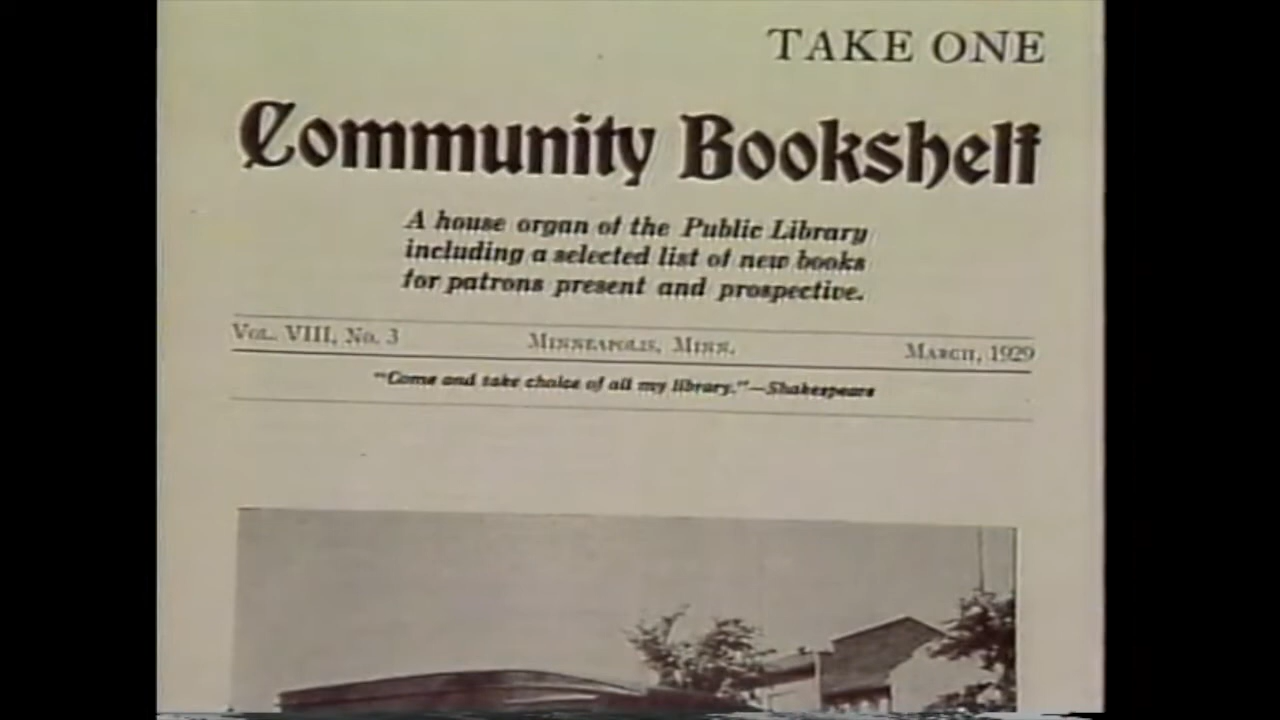 TAKE ONE
Community Bookshelf
A house organ of the Public Library
including a selected list of new books
for patrons present and prospective.
VOL. VIII, No. 3 MINNEAPOLIS, MINN. MARCH, 1929
"Come and take choice of all my library."—Shakespeare